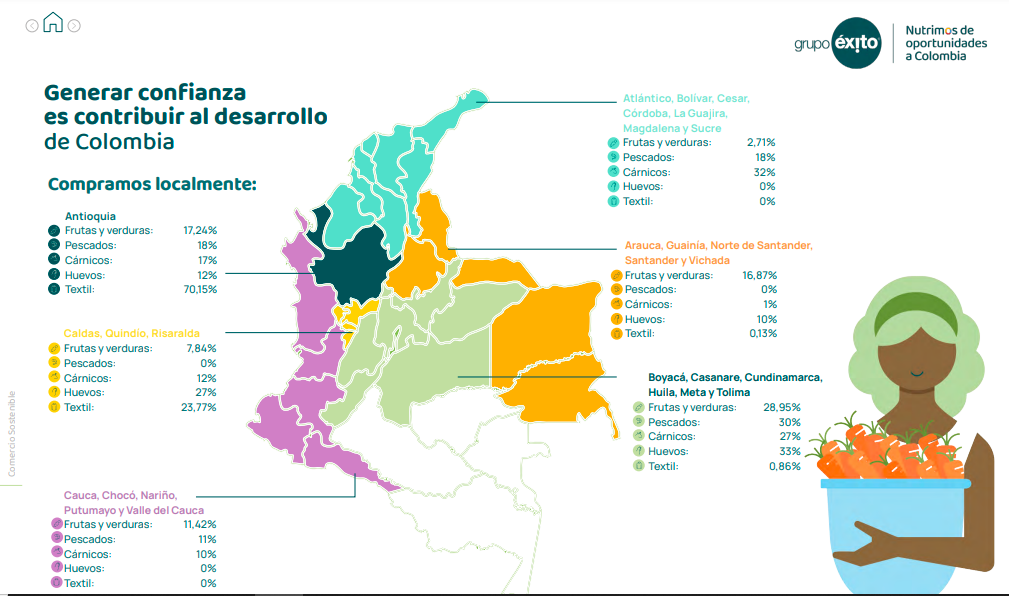 grupo éxito
Nutrimos de
oportunidades
a Colombia
Generar confianza
es contribuir al desarrollo
de Colombia
Compramos localmente:
Antioquia
Frutas y verduras: 17,24%
Pescados: 18%
Cárnicos: 17%
Huevos: 12%
Textil: 70,15%
Caldas, Quindío, Risaralda
Frutas y verduras: 7,84%
Pescados: 0%
Cárnicos: 12%
Huevos: 27%
Textil: 23,77%
Cauca, Chocó, Nariño,
Putumayo y Valle del Cauca
Frutas y verduras: 11,42%
Pescados: 11%
Cárnicos: 10%
Huevos: 0%
Textil: 0%
Atlántico, Bolívar, Cesar,
Córdoba, La Guajira,
Magdalena y Sucre
Frutas y verduras: 2,71%
Pescados: 18%
Cárnicos: 32%
Huevos: 0%
Textil: 0%
Arauca, Guainía, Norte de Santander,
Santander y Vichada
Frutas y verduras: 16,87%
Pescados: 0%
Cárnicos: 1%
Huevos: 10%
Textil: 0,13%
Boyacá, Casanare, Cundinamarca,
Huila, Meta y Tolima
Frutas y verduras: 28,95%
Pescados: 30%
Cárnicos: 27%
Huevos: 33%
Textil: 0,86%
Comercio Sostenible